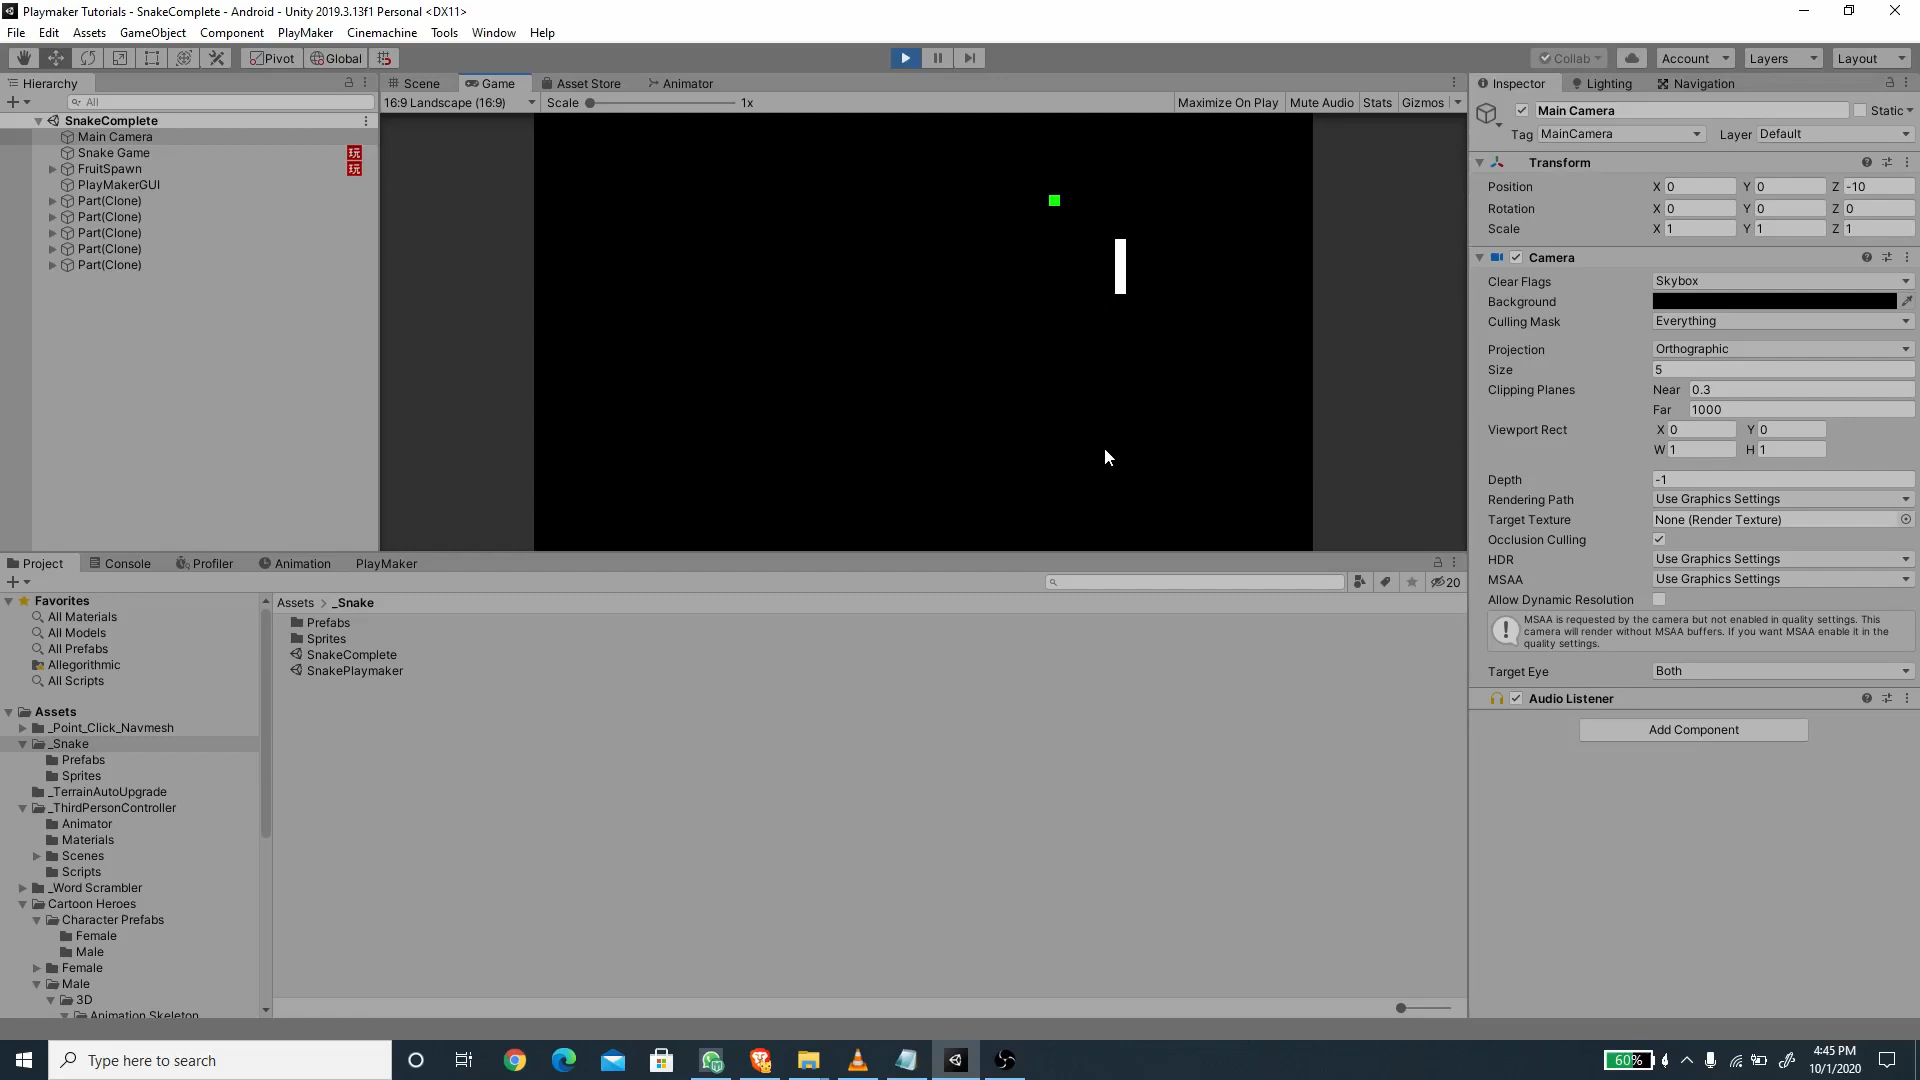 Playmaker Tutorials - SnakeComplete - Android - Unity 2019.3.13f1 Personal <DX11>
File Edit Assets GameObject Component PlayMaker Cinemachine Tools Window Help
Pivot Global Collab Account Layers Layout
Hierarchy
All
SnakeComplete
Main Camera
Snake Game 玩
FruitSpawn 玩
PlayMakerGUI
Part(Clone)
Part(Clone)
Part(Clone)
Part(Clone)
Part(Clone)
Scene Game Asset Store Animator
16:9 Landscape (16:9) Scale 1x Maximize On Play Mute Audio Stats Gizmos
Inspector Lighting Navigation
Main Camera Static
Tag MainCamera Layer Default
Transform
Position X 0 Y 0 Z -10
Rotation X 0 Y 0 Z 0
Scale X 1 Y 1 Z 1
Camera
Clear Flags Skybox
Background
Culling Mask Everything
Projection Orthographic
Size 5
Clipping Planes Near 0.3
Far 1000
Viewport Rect X 0 Y 0
W 1 H 1
Depth -1
Rendering Path Use Graphics Settings
Target Texture None (Render Texture)
Occlusion Culling
HDR Use Graphics Settings
MSAA Use Graphics Settings
Allow Dynamic Resolution
MSAA is requested by the camera but not enabled in quality settings. This
camera will render without MSAA buffers. If you want MSAA enable it in the
quality settings.
Target Eye Both
Audio Listener
Add Component
Project Console Profiler Animation PlayMaker
20
Favorites
All Materials
All Models
All Prefabs
Allegorithmic
All Scripts
Assets
_Point_Click_Navmesh
_Snake
Prefabs
Sprites
_TerrainAutoUpgrade
_ThirdPersonController
Animator
Materials
Scenes
Scripts
_Word Scrambler
Cartoon Heroes
Character Prefabs
Female
Male
Female
Male
3D
Animation Skeleton
Assets > _Snake
Prefabs
Sprites
SnakeComplete
SnakePlaymaker
Type here to search
60%
4:45 PM
10/1/2020